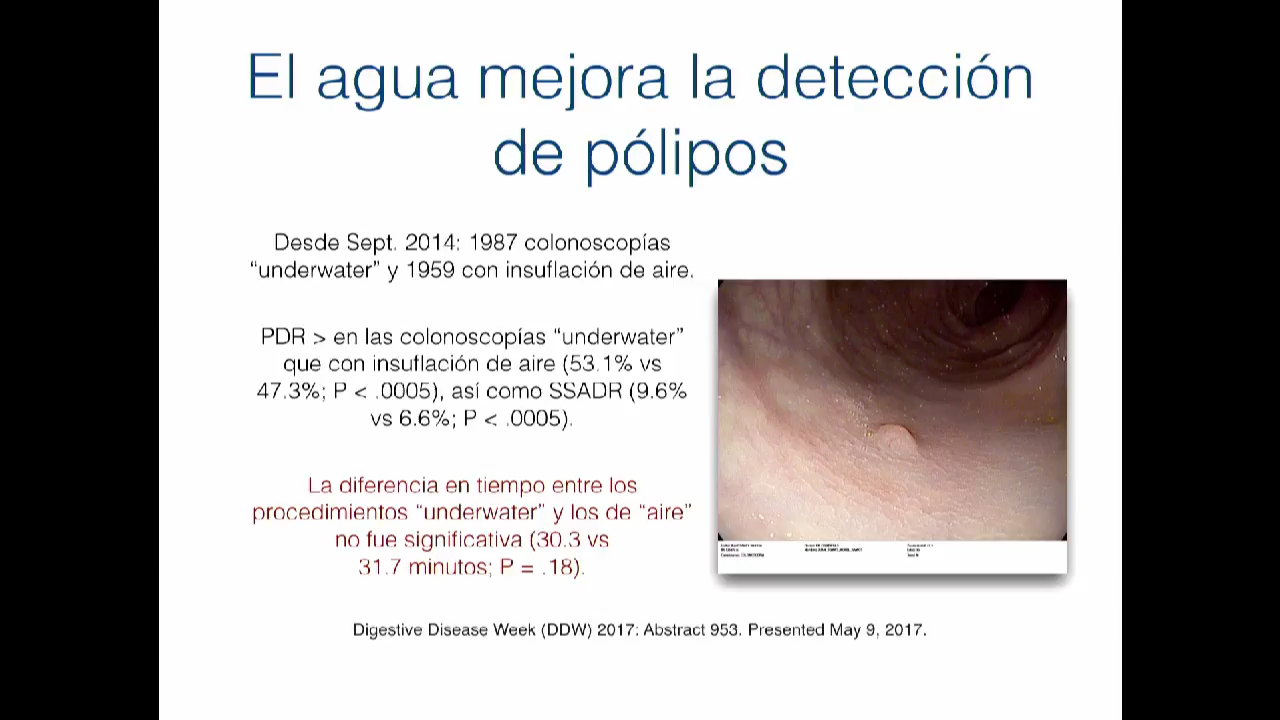 El agua mejora la detección
de pólipos
Desde Sept. 2014: 1987 colonoscopías
“underwater” y 1959 con insuflación de aire.
PDR > en las colonoscopías “underwater”
que con insuflación de aire (53.1% vs
47.3%; P < .0005), así como SSADR (9.6%
vs 6.6%; P < .0005).
La diferencia en tiempo entre los
procedimientos “underwater” y los de “aire”
no fue significativa (30.3 vs
31.7 minutos; P = .18).
Digestive Disease Week (DDW) 2017: Abstract 953. Presented May 9, 2017.